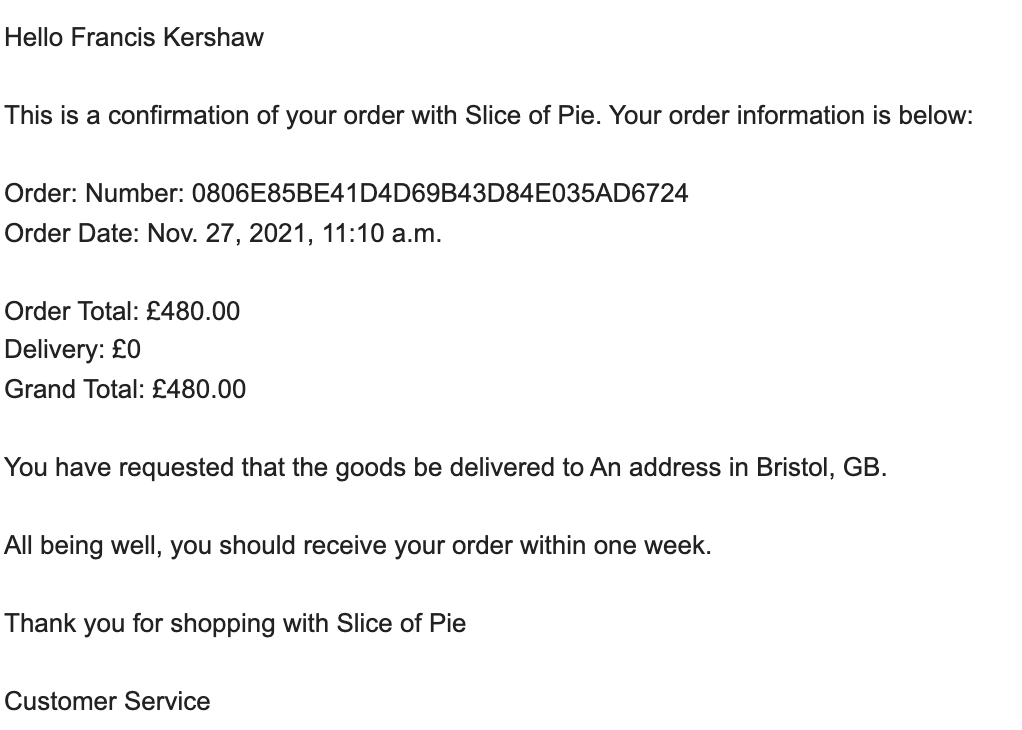 Hello Francis Kershaw
This is a confirmation of your order with Slice of Pie. Your order information is below:
Order: Number: 0806E85BE41D4D69B43D84E035AD6724
Order Date: Nov. 27, 2021, 11:10 a.m.
Order Total: £480.00
Delivery: £0
Grand Total: £480.00
You have requested that the goods be delivered to An address in Bristol, GB.
All being well, you should receive your order within one week.
Thank you for shopping with Slice of Pie
Customer Service